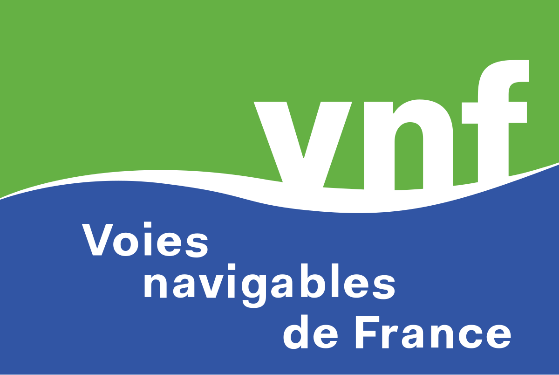 vnf
Voies
navigables
de France